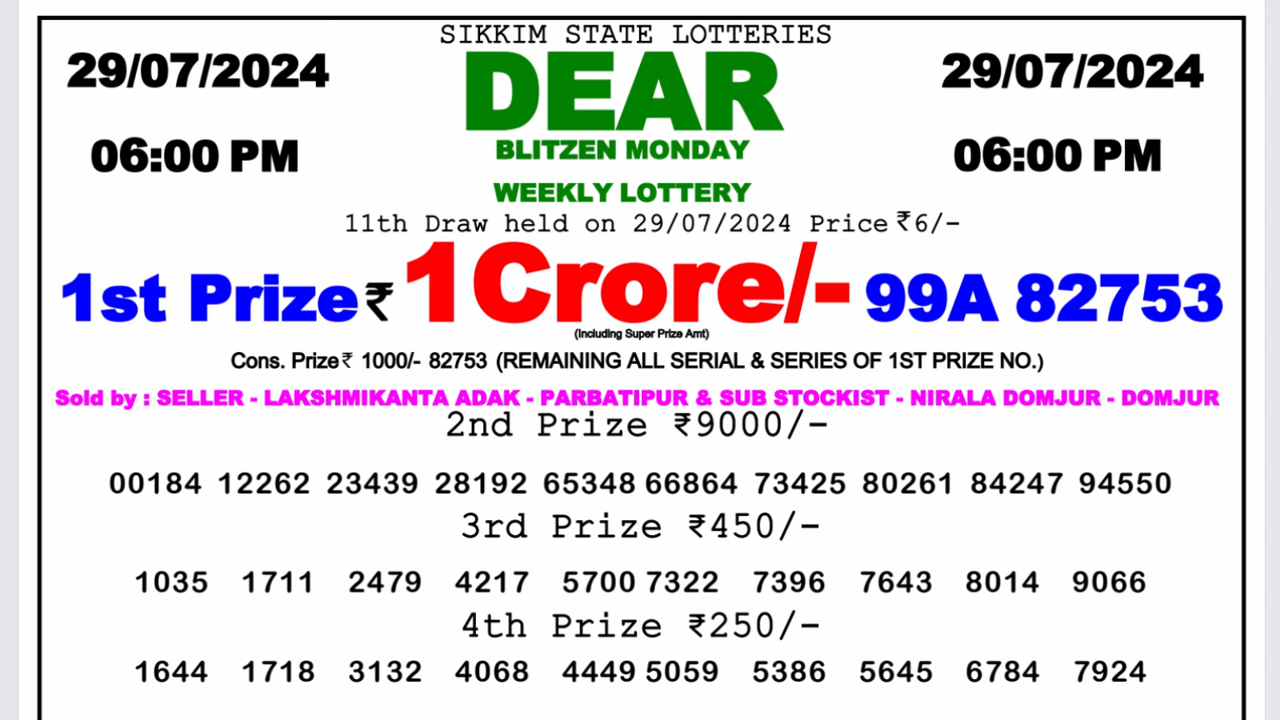 SIKKIM STATE LOTTERIES
29/07/2024 DEAR 29/07/2024
06:00 PM BLITZEN MONDAY 06:00 PM
WEEKLY LOTTERY
11th Draw held on 29/07/2024 Price ₹6/-
1st Prize ₹ 1Crore/- 99A 82753
(Including Super Prize Amt)
Cons. Prize ₹ 1000/- 82753 (REMAINING ALL SERIAL & SERIES OF 1ST PRIZE NO.)
Sold by : SELLER - LAKSHMIKANTA ADAK - PARBATIPUR & SUB STOCKIST - NIRALA DOMJUR - DOMJUR
2nd Prize ₹9000/-
00184 12262 23439 28192 65348 66864 73425 80261 84247 94550
3rd Prize ₹450/-
1035 1711 2479 4217 5700 7322 7396 7643 8014 9066
4th Prize ₹250/-
1644 1718 3132 4068 4449 5059 5386 5645 6784 7924